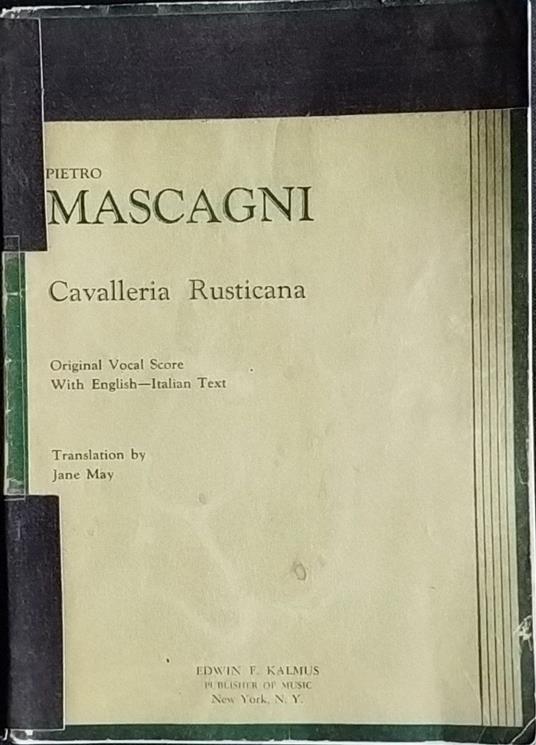 PIETRO
MASCAGNI
Cavalleria Rusticana
Original Vocal Score
With English—Italian Text
Translation by
Jane May
EDWIN F. KALMUS
PUBLISHER OF MUSIC
New York, N. Y.